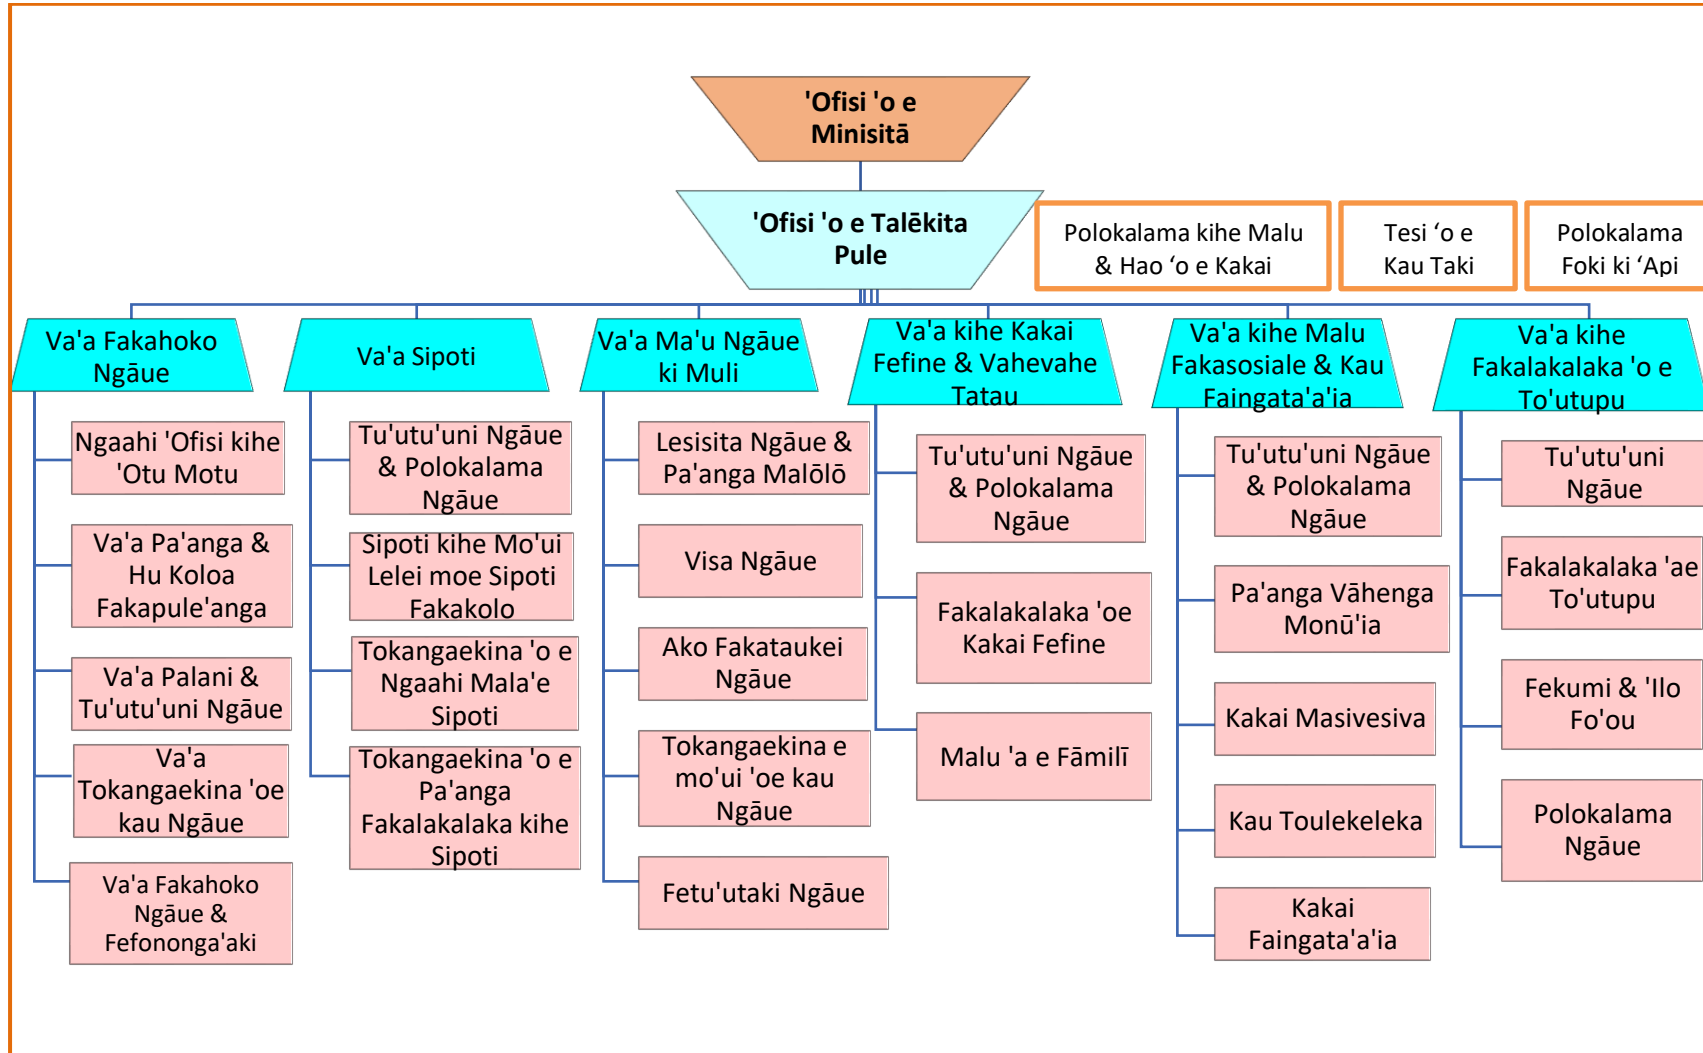 'Ofisi 'o e
Minisitā
'Ofisi 'o e Talēkita
Pule
Polokalama kihe Malu
& Hao ‘o e Kakai
Tesi ‘o e
Kau Taki
Polokalama
Foki ki ‘Api
Va'a Fakahoko
Ngāue
Ngaahi 'Ofisi kihe
'Otu Motu
Va'a Pa'anga &
Hu Koloa
Fakapule'anga
Va'a Palani &
Tu'utu'uni Ngāue
Va'a
Tokangaekina 'oe
kau Ngāue
Va'a Fakahoko
Ngāue &
Fefononga'aki
Va'a Sipoti
Tu'utu'uni Ngāue
& Polokalama
Ngāue
Sipoti kihe Mo'ui
Lelei moe Sipoti
Fakakolo
Tokangaekina 'o e
Ngaahi Mala'e
Sipoti
Tokangaekina 'o e
Pa'anga
Fakalakalaka kihe
Sipoti
Va'a Ma'u Ngāue
ki Muli
Lesisita Ngāue &
Pa'anga Malōlō
Visa Ngāue
Ako Fakataukei
Ngāue
Tokangaekina e
mo'ui 'oe kau
Ngāue
Fetu'utaki Ngāue
Va'a kihe Kakai
Fefine & Vahevahe
Tatau
Tu'utu'uni Ngāue
& Polokalama
Ngāue
Fakalakalaka 'oe
Kakai Fefine
Malu 'a e Fāmilī
Va'a kihe Malu
Fakasosiale & Kau
Faingata'a'ia
Tu'utu'uni Ngāue
& Polokalama
Ngāue
Pa'anga Vāhenga
Monū'ia
Kakai Masivesiva
Kau Toulekeleka
Kakai
Faingata'a'ia
Va'a kihe
Fakalakalaka 'o e
To'utupu
Tu'utu'uni
Ngāue
Fakalakalaka 'ae
To'utupu
Fekumi & 'Ilo
Fo'ou
Polokalama
Ngāue